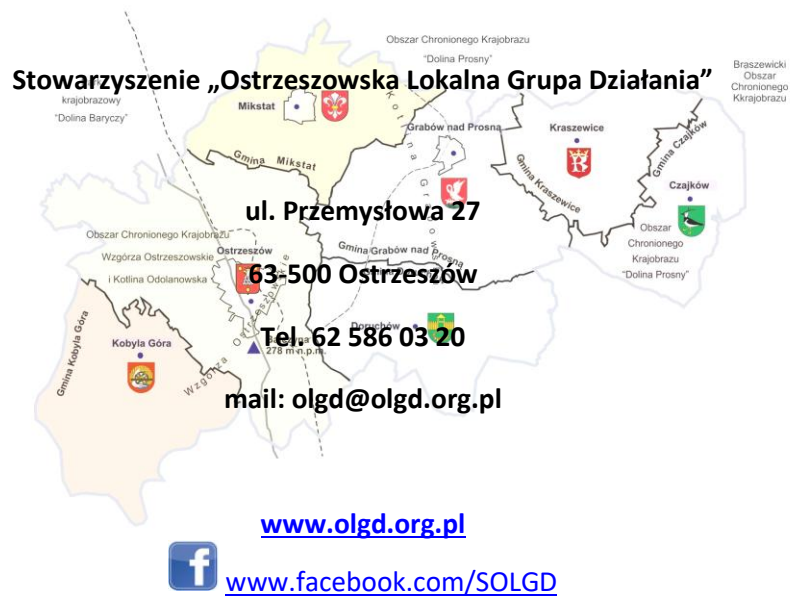 Obszar Chronionego Krajobrazu
"Dolina Prosny"
Braszewicki
Obszar
Chronionego
Kkrajobrazu
Stowarzyszenie „Ostrzeszowska Lokalna Grupa Działania”
krajobrazowy
"Dolina Baryczy"
Mikstat
Grabów nad Prosną
Kraszewice
Gmina Mikstat
Gmina Kraszewice
Gmina Czajków
Czajków
ul. Przemysłowa 27
Obszar Chronionego Krajobrazu
Wzgórza Ostrzeszowskie
i Kotlina Odolanowska
Ostrzeszów
Gmina Grabów nad Prosną
Obszar
Chronionego
Krajobrazu
"Dolina Prosny"
63-500 Ostrzeszów
Wzgórza Ostrzeszowskie
Doruchów
Gmina Kobyla Góra
Kobyla Góra
Tel. 62 586 03 20
278 m n.p.m.
mail: olgd@olgd.org.pl
www.olgd.org.pl
f
www.facebook.com/SOLGD